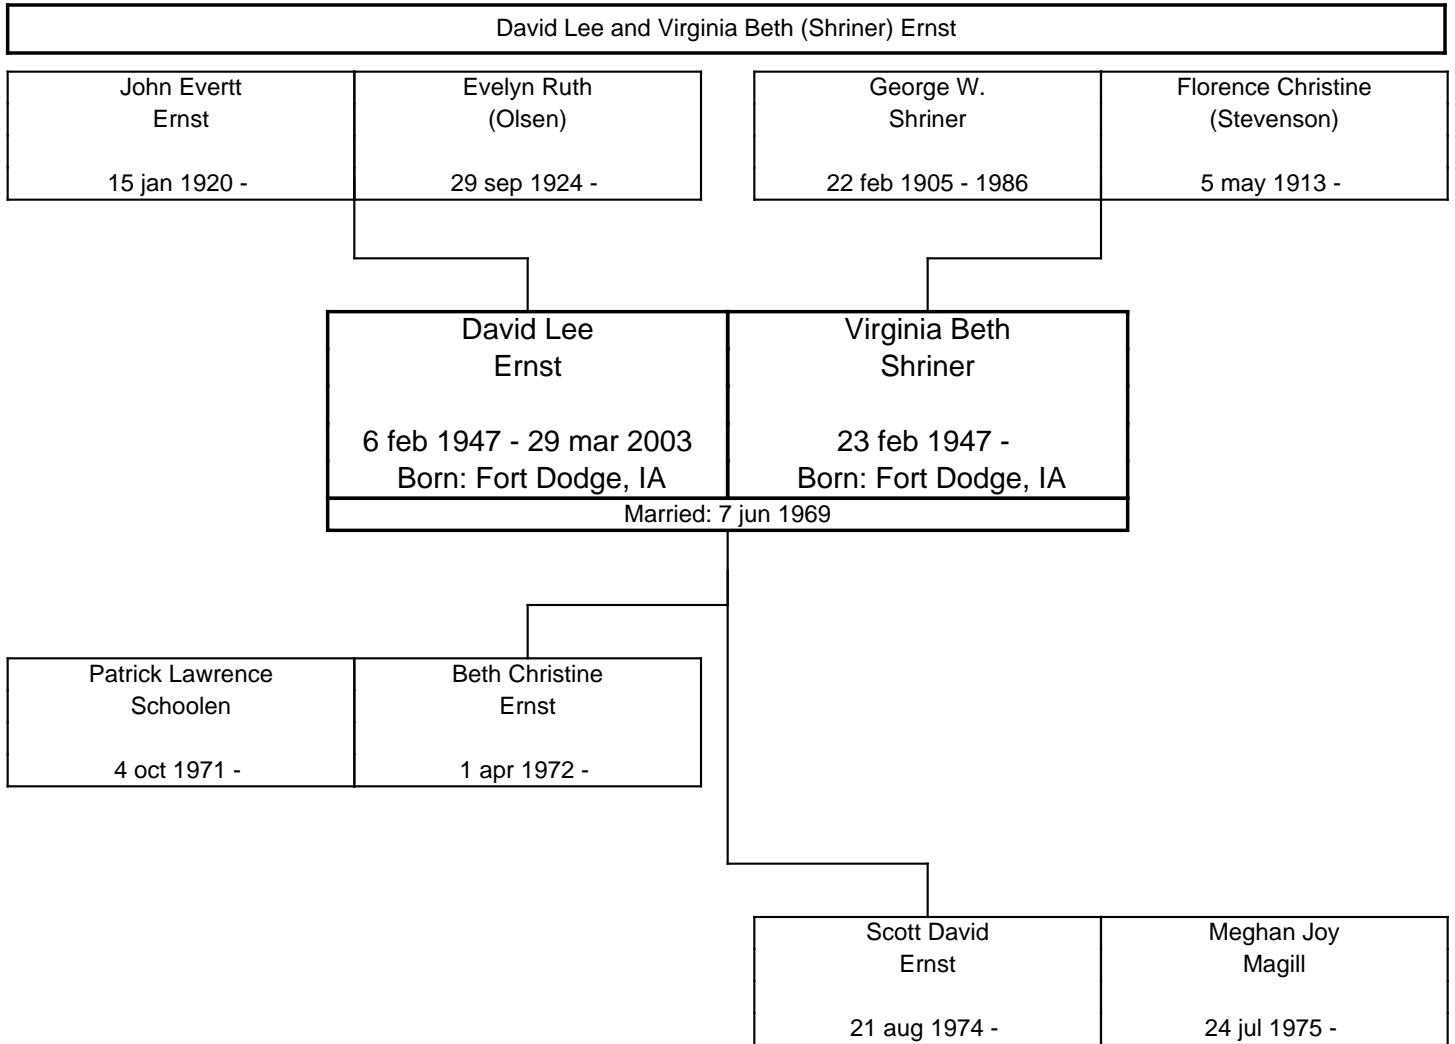 David Lee and Virginia Beth (Shriner) Ernst
John Evertt
Ernst
15 jan 1920 -
Evelyn Ruth
(Olsen)
29 sep 1924 -
George W.
Shriner
22 feb 1905 - 1986
Florence Christine
(Stevenson)
5 may 1913 -
David Lee
Ernst
6 feb 1947 - 29 mar 2003
Born: Fort Dodge, IA
Virginia Beth
Shriner
23 feb 1947 -
Born: Fort Dodge, IA
Married: 7 jun 1969
Patrick Lawrence
Schoolen
4 oct 1971 -
Beth Christine
Ernst
1 apr 1972 -
Scott David
Ernst
21 aug 1974 -
Meghan Joy
Magill
24 jul 1975 -